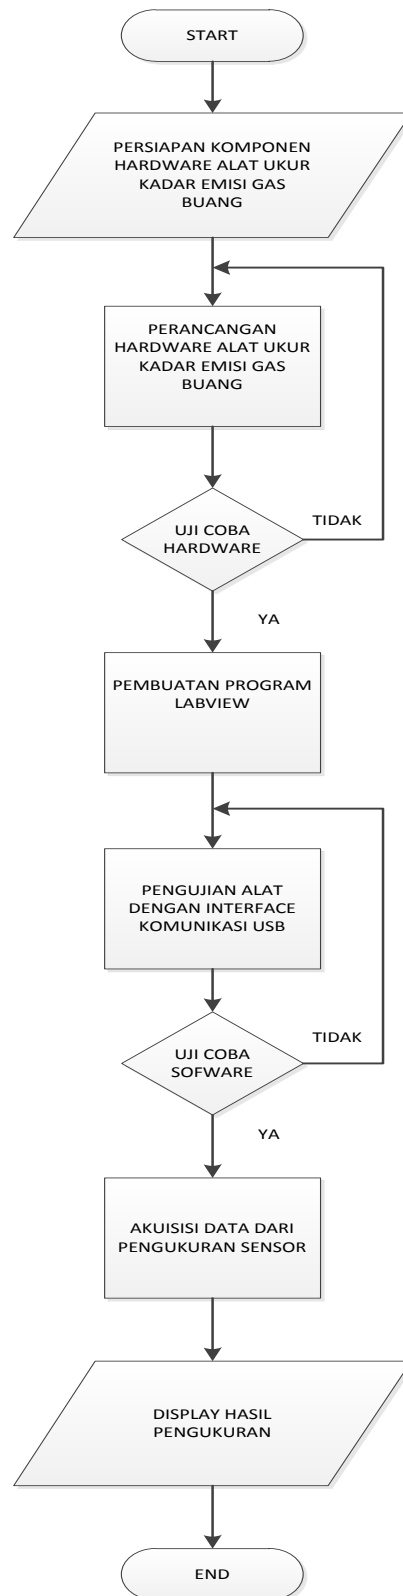 START
PERSIAPAN KOMPONEN
HARDWARE ALAT UKUR
KADAR EMISI GAS
BUANG
PERANCANGAN
HARDWARE ALAT UKUR
KADAR EMISI GAS
BUANG
UJI COBA
HARDWARE
TIDAK
YA
PEMBUATAN PROGRAM
LABVIEW
PENGUJIAN ALAT
DENGAN INTERFACE
KOMUNIKASI USB
UJI COBA
SOFWARE
TIDAK
YA
AKUISISI DATA DARI
PENGUKURAN SENSOR
DISPLAY HASIL
PENGUKURAN
END